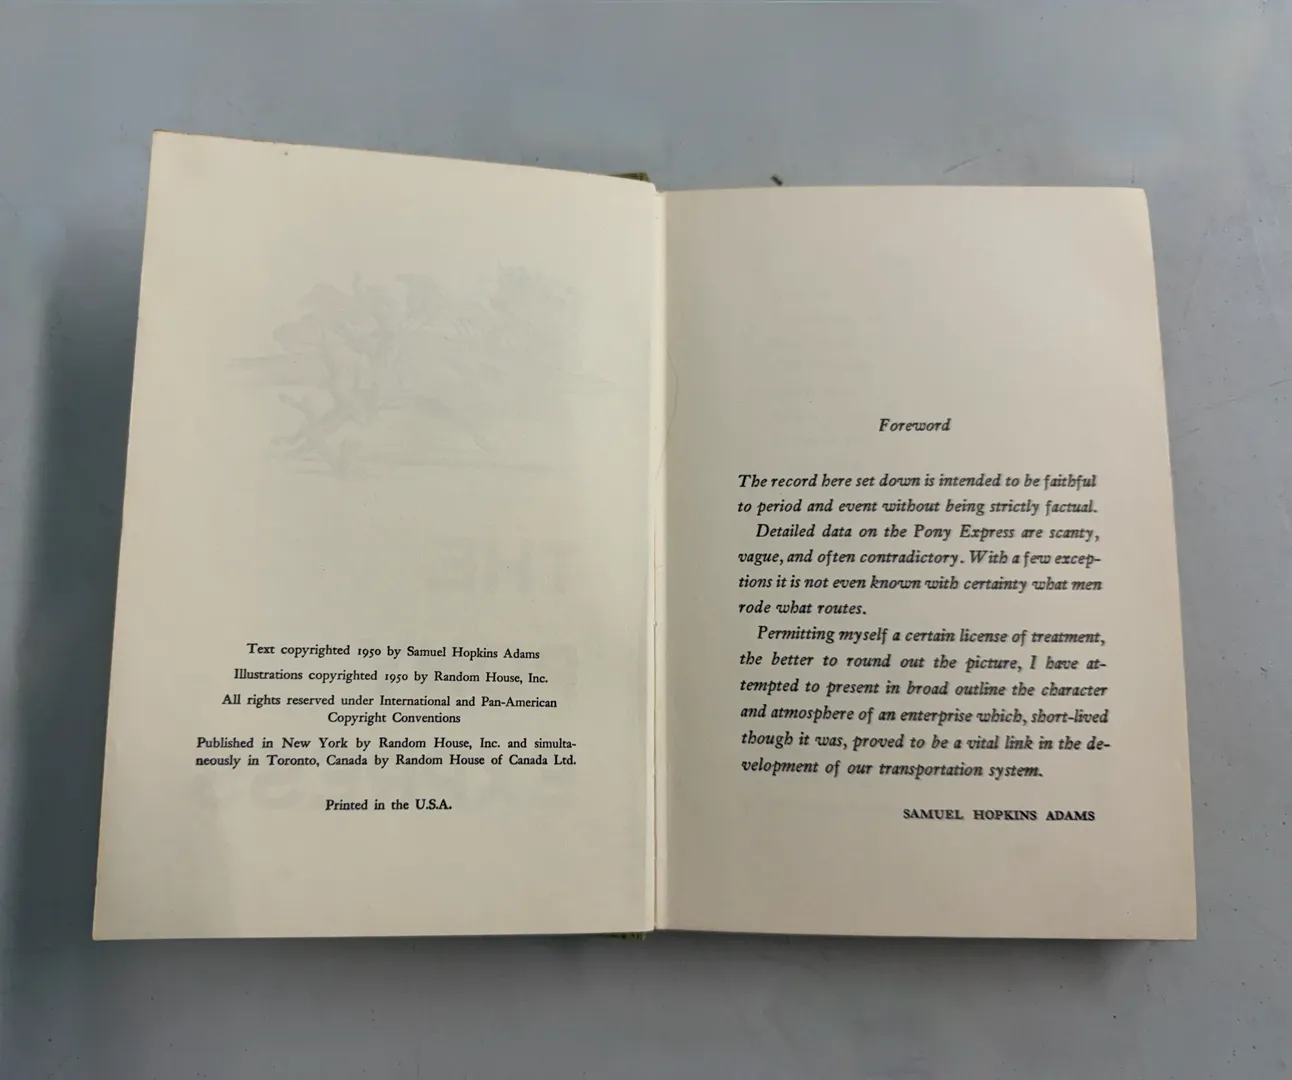 Text copyrighted 1950 by Samuel Hopkins Adams
Illustrations copyrighted 1950 by Random House, Inc.
All rights reserved under International and Pan-American
Copyright Conventions
Published in New York by Random House, Inc. and simulta-
neously in Toronto, Canada by Random House of Canada Ltd.
Printed in the U.S.A.
Foreword
The record here set down is intended to be faithful
to period and event without being strictly factual.
Detailed data on the Pony Express are scanty,
vague, and often contradictory. With a few excep-
tions it is not even known with certainty what men
rode what routes.
Permitting myself a certain license of treatment,
the better to round out the picture, I have at-
tempted to present in broad outline the character
and atmosphere of an enterprise which, short-lived
though it was, proved to be a vital link in the de-
velopment of our transportation system.
SAMUEL HOPKINS ADAMS